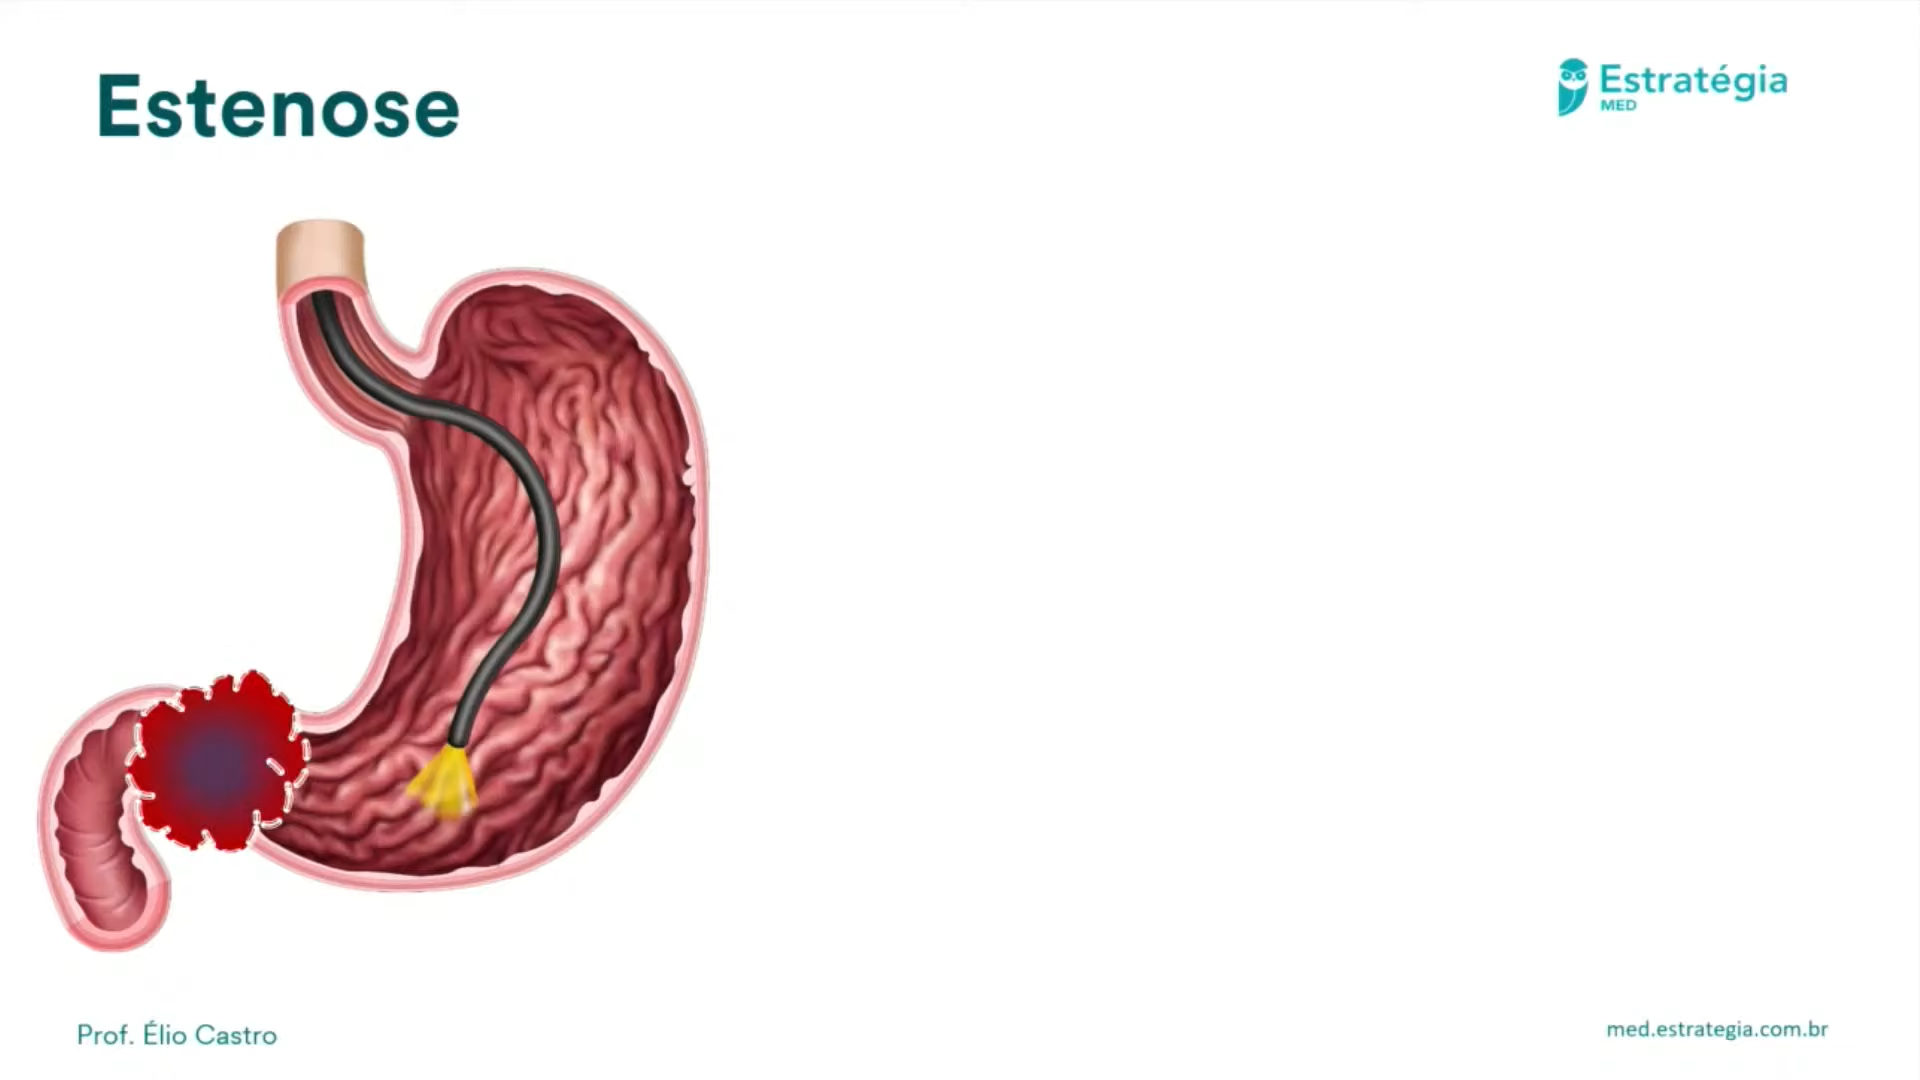 Estenose
Estratégia
MED
Prof. Élio Castro
med.estrategia.com.br